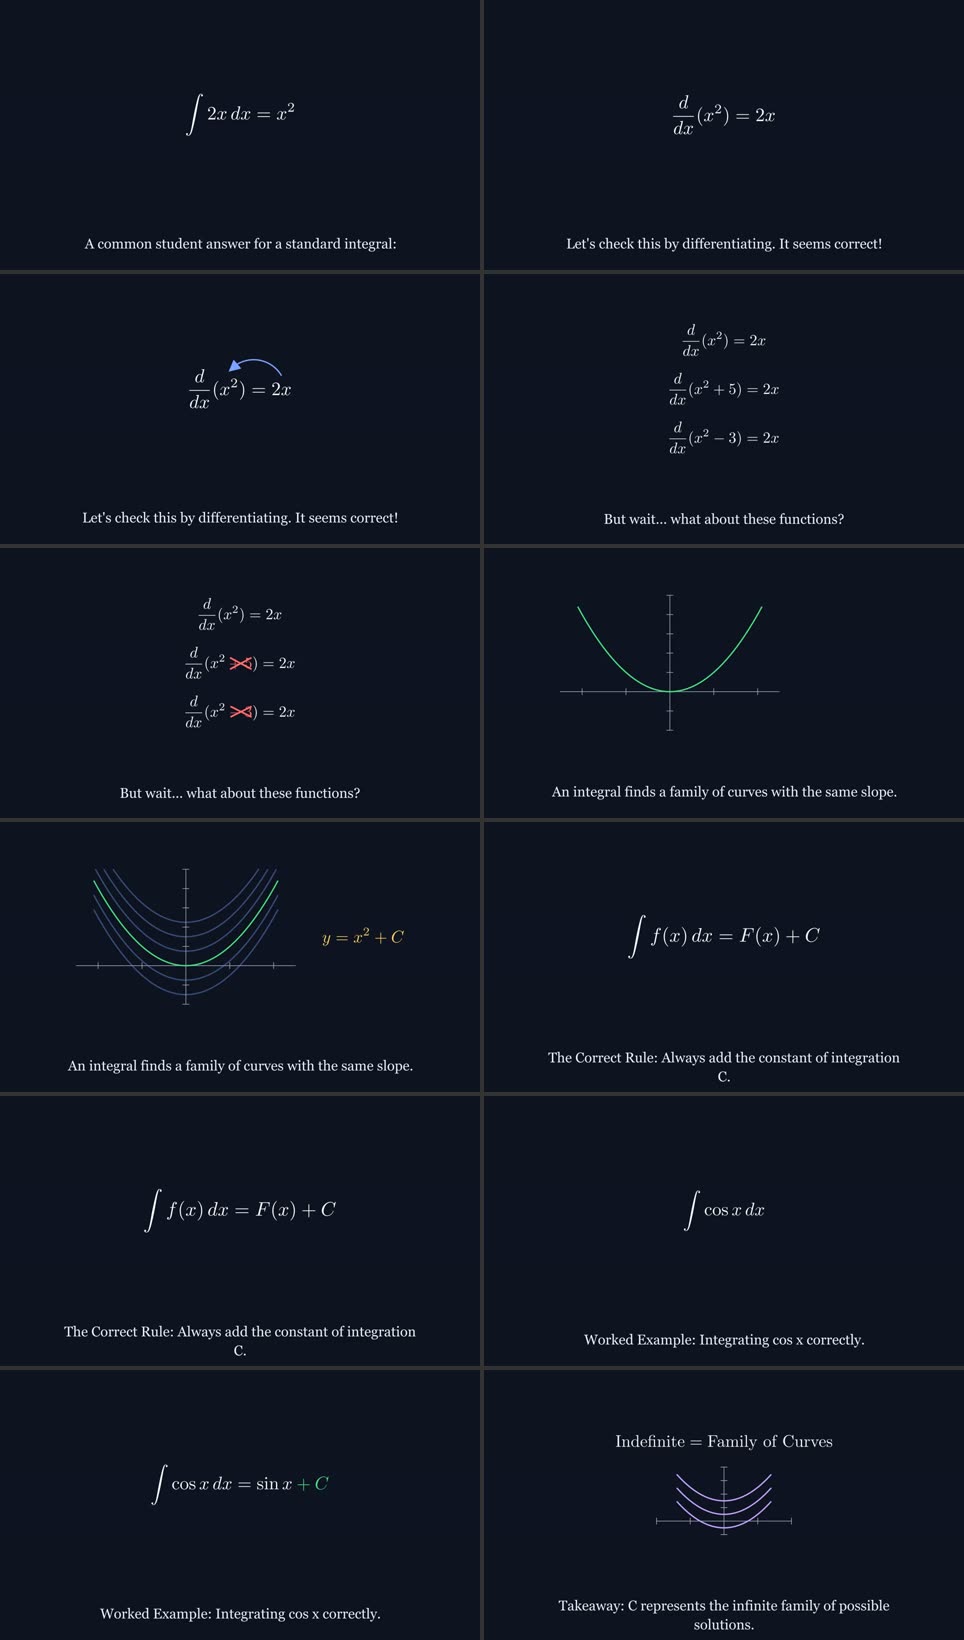 ∫ 2x dx = x²
A common student answer for a standard integral:
d/dx (x²) = 2x
Let's check this by differentiating. It seems correct!
d/dx (x²) = 2x
Let's check this by differentiating. It seems correct!
d/dx (x²) = 2x
d/dx (x² + 5) = 2x
d/dx (x² − 3) = 2x
But wait... what about these functions?
d/dx (x²) = 2x
d/dx (x² ) = 2x
d/dx (x² ) = 2x
But wait... what about these functions?
An integral finds a family of curves with the same slope.
y = x² + C
An integral finds a family of curves with the same slope.
∫ f(x) dx = F(x) + C
The Correct Rule: Always add the constant of integration
C.
∫ f(x) dx = F(x) + C
The Correct Rule: Always add the constant of integration
C.
∫ cos x dx
Worked Example: Integrating cos x correctly.
∫ cos x dx = sin x + C
Worked Example: Integrating cos x correctly.
Indefinite = Family of Curves
Takeaway: C represents the infinite family of possible
solutions.